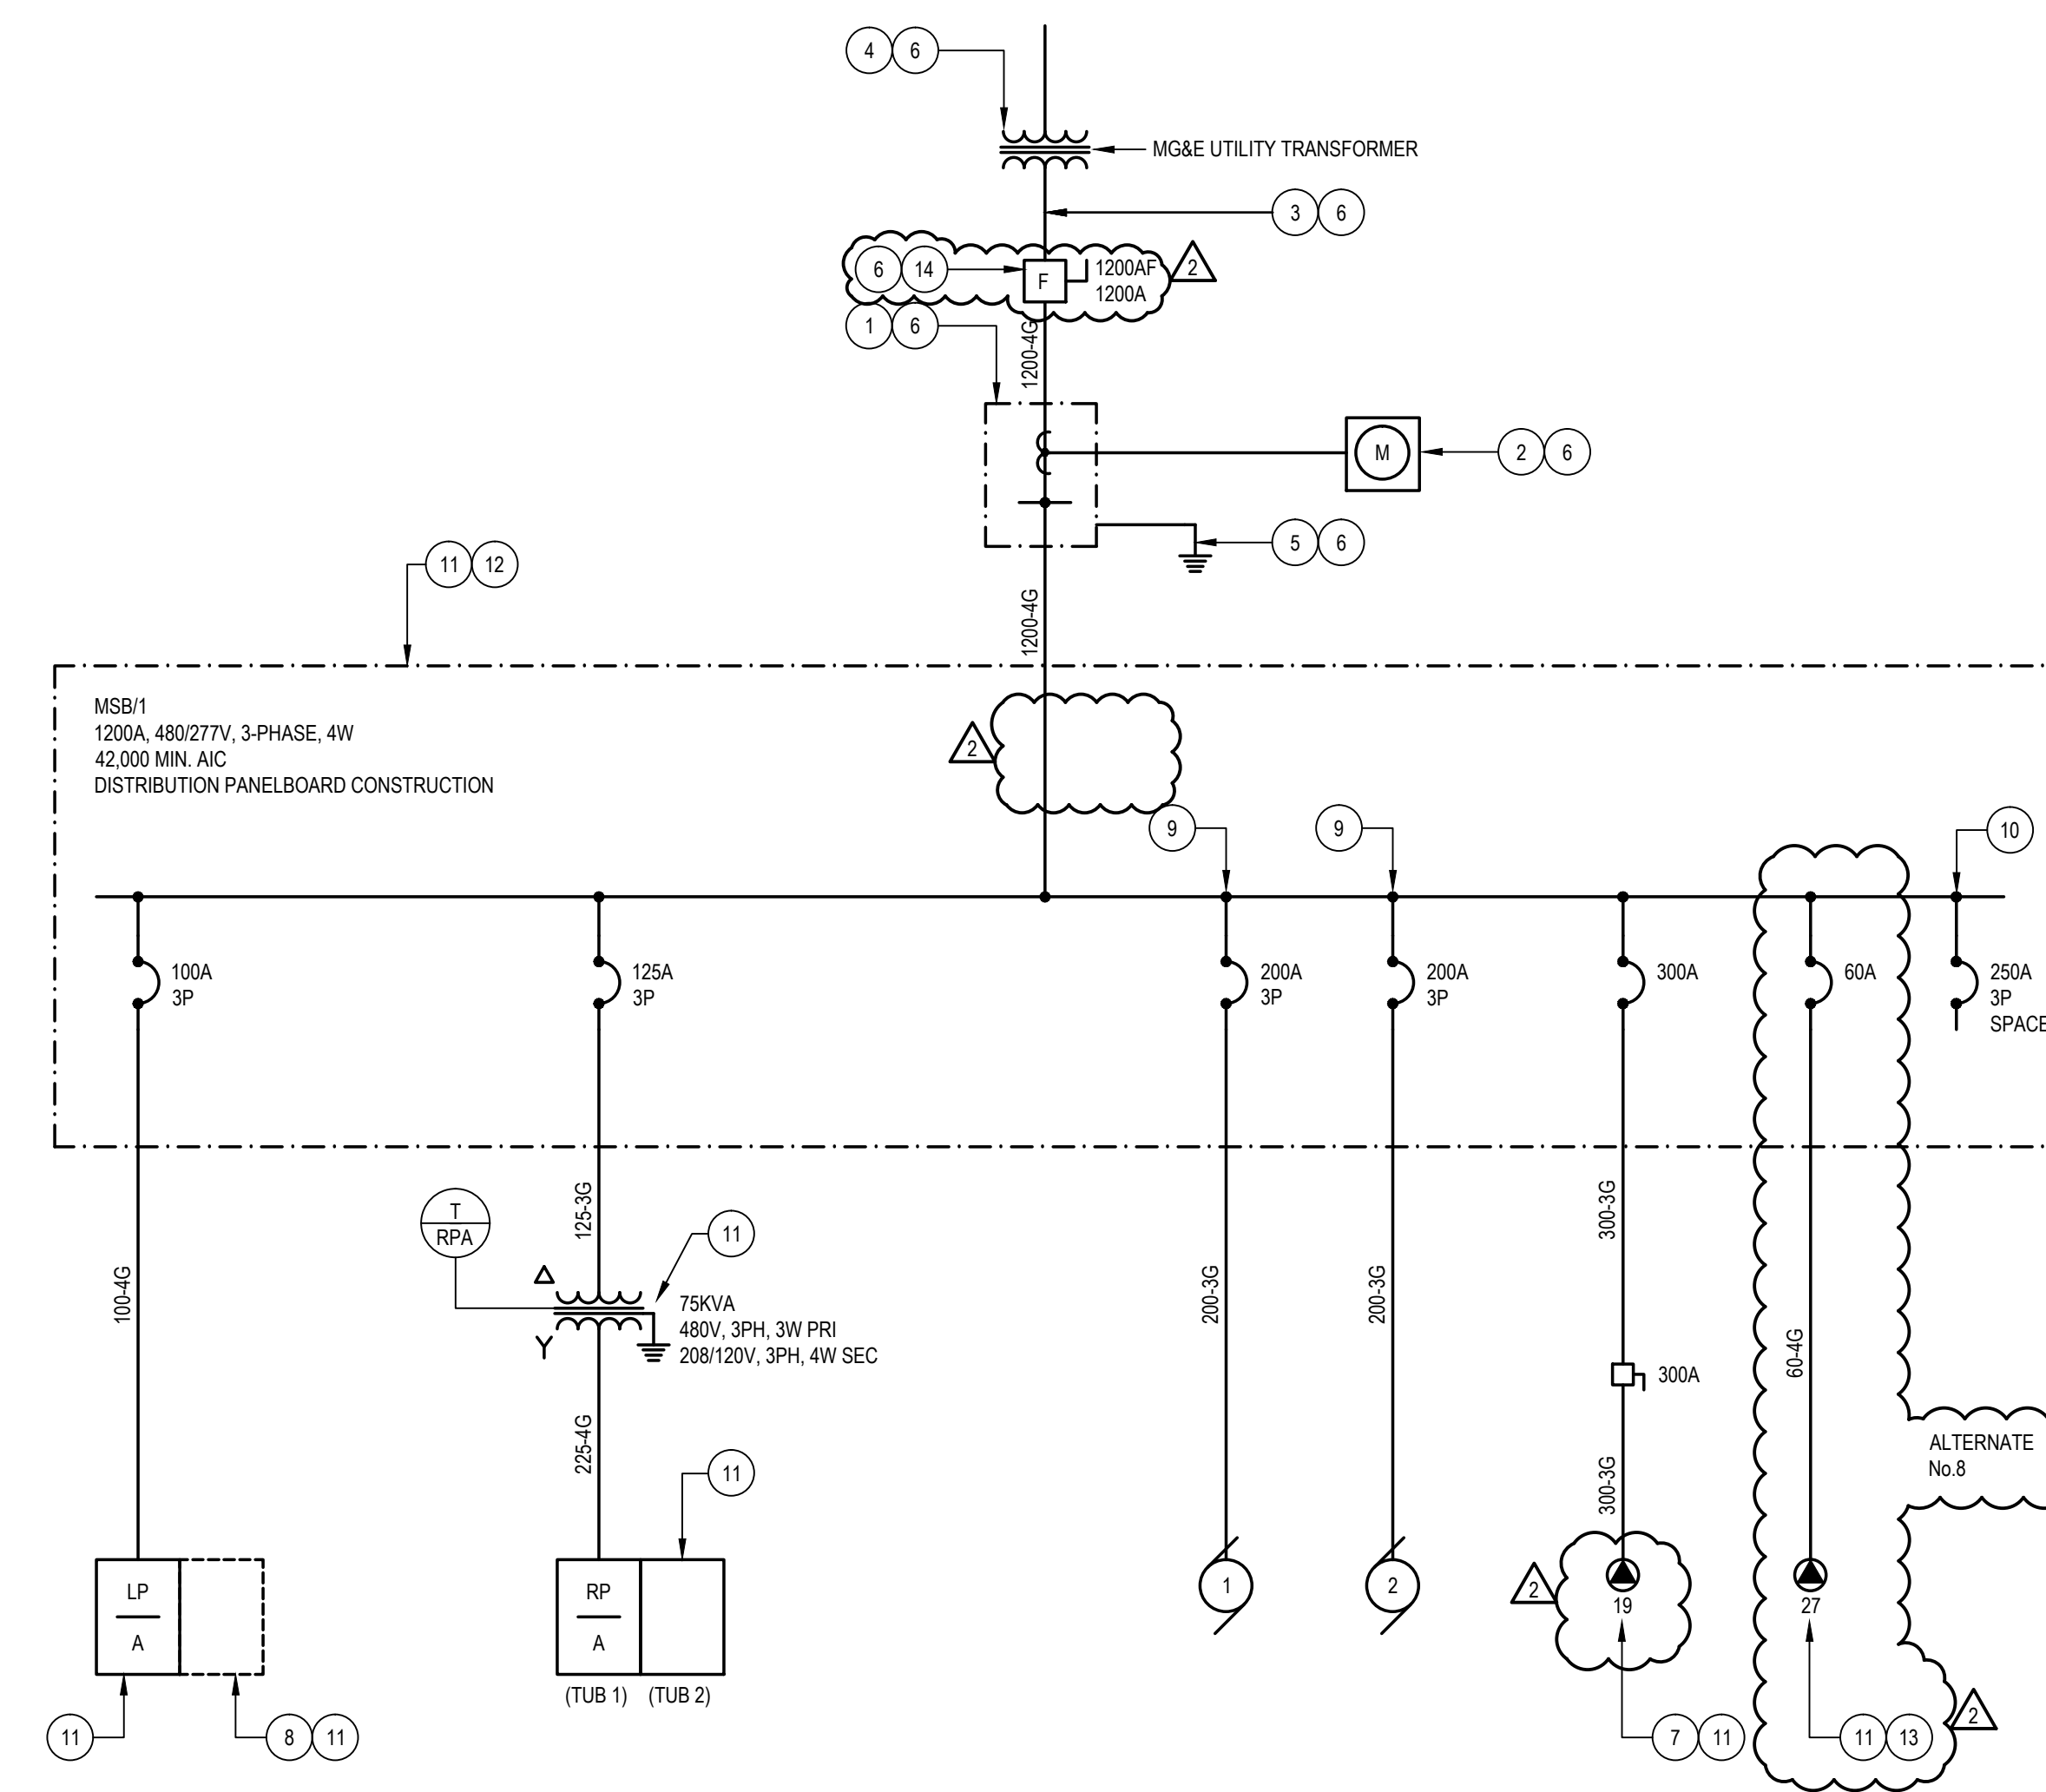 4 6
MG&E UTILITY TRANSFORMER
3 6
6 14
F
1200AF
1200A
2
1 6
1200-4G
M
2 6
5 6
11 12
1200-4G
MSB/1
1200A, 480/277V, 3-PHASE, 4W
42,000 MIN. AIC
DISTRIBUTION PANELBOARD CONSTRUCTION
2
9
9
10
100A
3P
125A
3P
200A
3P
200A
3P
300A
60A
250A
3P
SPACE
T
RPA
125-3G
11
100-4G
75KVA
480V, 3PH, 3W PRI
208/120V, 3PH, 4W SEC
Y
200-3G
200-3G
300-3G
300A
60-4G
225-4G
11
300-3G
ALTERNATE
No.8
LP
A
RP
A
(TUB 1) (TUB 2)
1
2
2
19
27
11
8 11
7 11
11 13
2